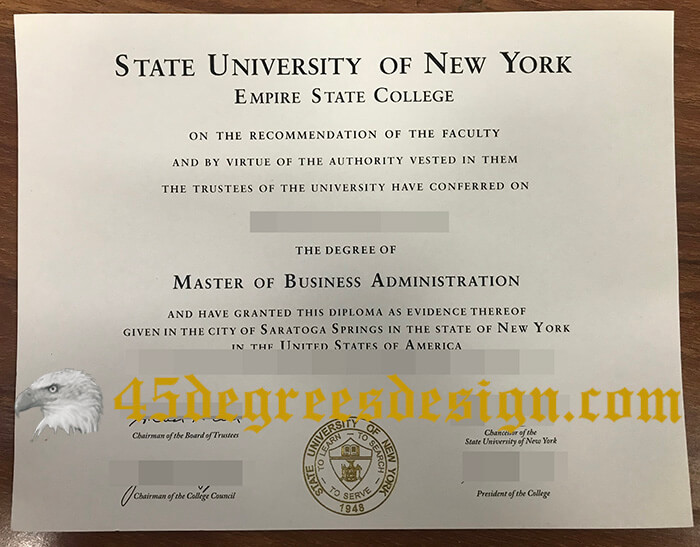 STATE UNIVERSITY OF NEW YORK
EMPIRE STATE COLLEGE
ON THE RECOMMENDATION OF THE FACULTY
AND BY VIRTUE OF THE AUTHORITY VESTED IN THEM
THE TRUSTEES OF THE UNIVERSITY HAVE CONFERRED ON
THE DEGREE OF
MASTER OF BUSINESS ADMINISTRATION
AND HAVE GRANTED THIS DIPLOMA AS EVIDENCE THEREOF
GIVEN IN THE CITY OF SARATOGA SPRINGS IN THE STATE OF NEW YORK
IN THE UNITED STATES OF AMERICA
45degreesdesign.com
Chairman of the Board of Trustees
Chancellor of the
State University of New York
STATE UNIVERSITY OF NEW YORK
TO LEARN TO SEARCH
TO SERVE
1948
Chairman of the College Council
President of the College